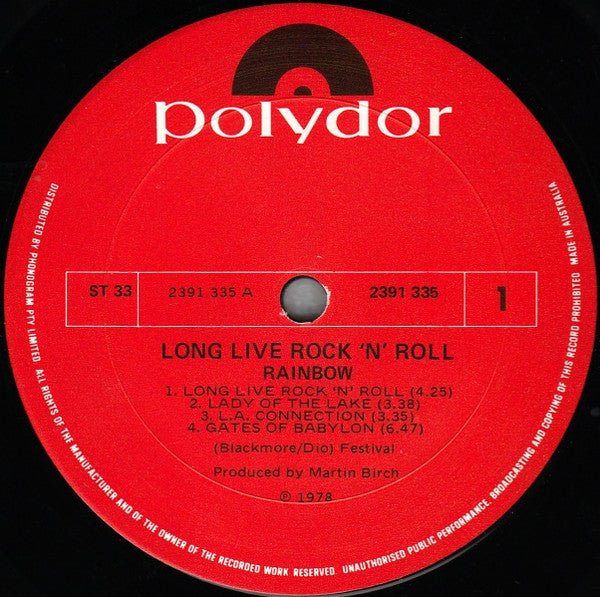 polydor
ST 33
2391 335 A
2391 335
1
LONG LIVE ROCK 'N' ROLL
RAINBOW
1. LONG LIVE ROCK 'N' ROLL (4.25)
2. LADY OF THE LAKE (3.38)
3. L.A. CONNECTION (3.35)
4. GATES OF BABYLON (6.47)
(Blackmore/Dio) Festival
Produced by Martin Birch
℗ 1978
DISTRIBUTED BY PHONOGRAM PTY LIMITED. ALL RIGHTS OF THE MANUFACTURER AND OF THE OWNER OF THE RECORDED WORK RESERVED. UNAUTHORISED PUBLIC PERFORMANCE, BROADCASTING AND COPYING OF THIS RECORD PROHIBITED MADE IN AUSTRALIA